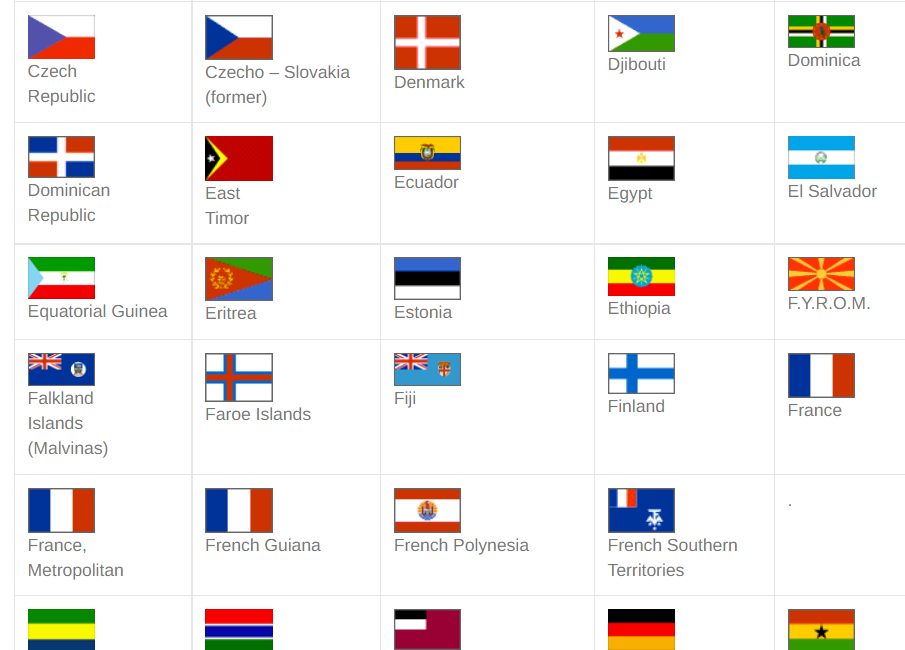 Czech
Republic
Czecho – Slovakia
(former)
Denmark
Djibouti
Dominica
Dominican
Republic
East
Timor
Ecuador
Egypt
El Salvador
Equatorial Guinea
Eritrea
Estonia
Ethiopia
F.Y.R.O.M.
Falkland
Islands
(Malvinas)
Faroe Islands
Fiji
Finland
France
France,
Metropolitan
French Guiana
French Polynesia
French Southern
Territories
.